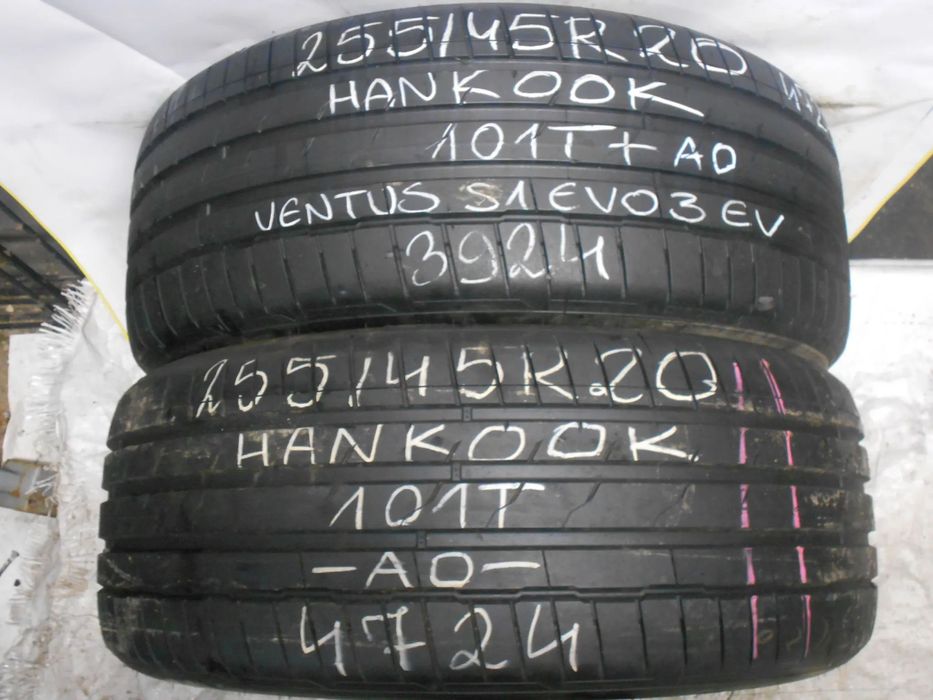 255/45R20
HANKOOK
101T+AO
VENTUS S1 EVO3 EV
3924
255/45R20
HANKOOK
101T
-AO-
4724